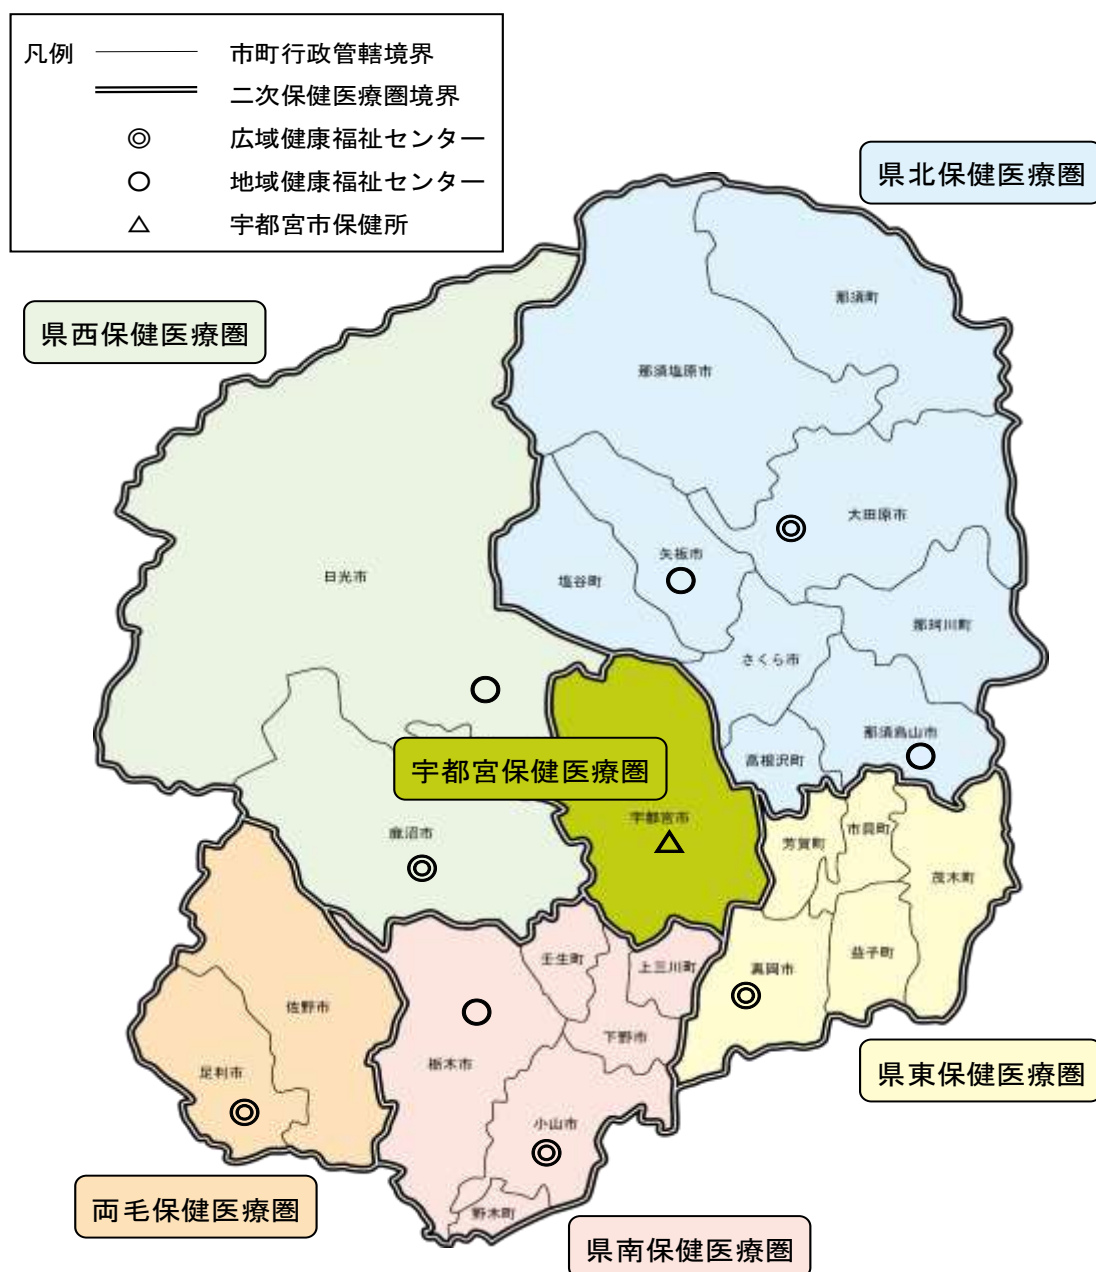 凡例
市町行政管轄境界
二次保健医療圏境界
広域健康福祉センター
地域健康福祉センター
宇都宮市保健所
県北保健医療圏
那須町
県西保健医療圏
那須塩原市
大田原市
矢板市
日光市
塩谷町
那珂川町
さくら市
那須烏山市
高根沢町
宇都宮保健医療圏
宇都宮市
市貝町
鹿沼市
芳賀町
茂木町
益子町
壬生町
上三川町
真岡市
佐野市
下野市
栃木市
足利市
県東保健医療圏
小山市
両毛保健医療圏
野木町
県南保健医療圏